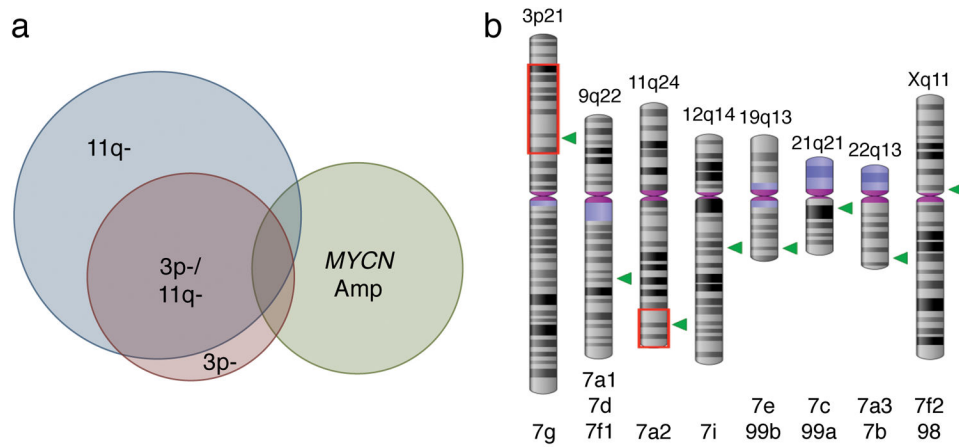 a
11q-
3p-/
11q-
3p-
MYCN
Amp
b
3p21
9q22
11q24
12q14
19q13
21q21
22q13
Xq11
7g
7a1
7d
7f1
7a2
7i
7e
99b
7c
99a
7a3
7b
7f2
98